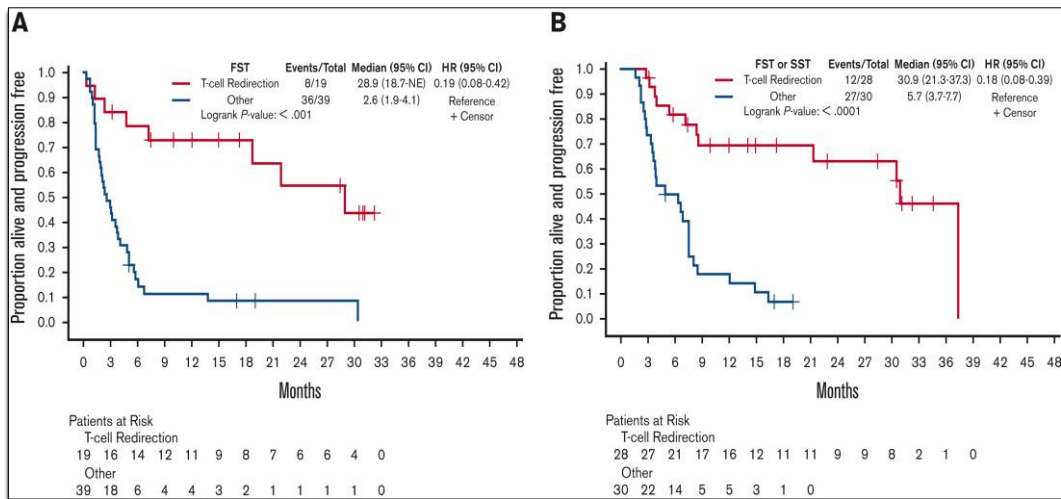 A
Proportion alive and progression free
FST Events/Total Median (95% CI) HR (95% CI)
T-cell Redirection 8/19 28.9 (18.7-NE) 0.19 (0.08-0.42)
Other 36/39 2.6 (1.9-4.1) Reference
Logrank P-value: < .001 + Censor
1.0
0.9
0.8
0.7
0.6
0.5
0.4
0.3
0.2
0.1
0.0
0 3 6 9 12 15 18 21 24 27 30 33 36 39 42 45 48
Months
Patients at Risk
T-cell Redirection
19 16 14 12 11 9 8 7 6 6 4 0
Other
39 18 6 4 4 3 2 1 1 1 1 0
B
Proportion alive and progression free
FST or SST Events/Total Median (95% CI) HR (95% CI)
T-cell Redirection 12/28 30.9 (21.3-37.3) 0.18 (0.08-0.39)
Other 27/30 5.7 (3.7-7.7) Reference
Logrank P-value: < .0001 + Censor
1.0
0.9
0.8
0.7
0.6
0.5
0.4
0.3
0.2
0.1
0.0
0 3 6 9 12 15 18 21 24 27 30 33 36 39 42 45 48
Months
Patients at Risk
T-cell Redirection
28 27 21 17 16 12 11 11 9 9 8 2 1 0
Other
30 22 14 5 5 3 1 0